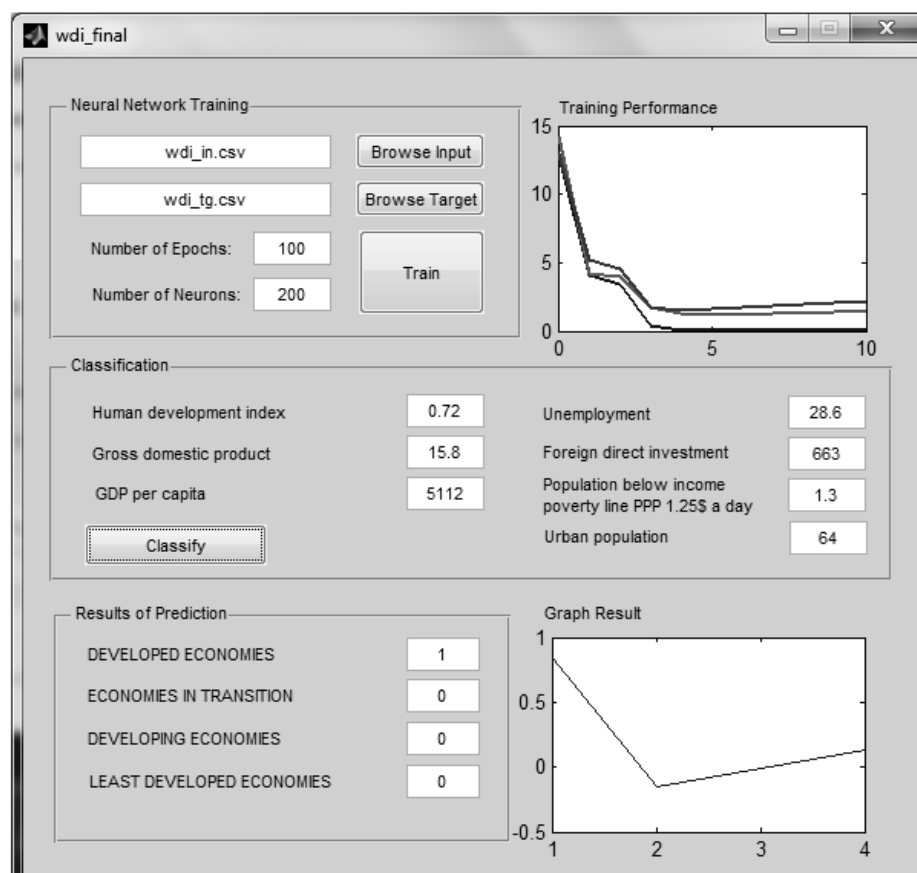 wdi_final
Neural Network Training
wdi_in.csv
Browse Input
wdi_tg.csv
Browse Target
Number of Epochs:
100
Number of Neurons:
200
Train
Training Performance
15
10
5
0
0
5
10
Classification
Human development index
0.72
Gross domestic product
15.8
GDP per capita
5112
Classify
Unemployment
28.6
Foreign direct investment
663
Population below income
poverty line PPP 1.25$ a day
1.3
Urban population
64
Results of Prediction
DEVELOPED ECONOMIES
1
ECONOMIES IN TRANSITION
0
DEVELOPING ECONOMIES
0
LEAST DEVELOPED ECONOMIES
0
Graph Result
1
0.5
0
-0.5
1
2
3
4